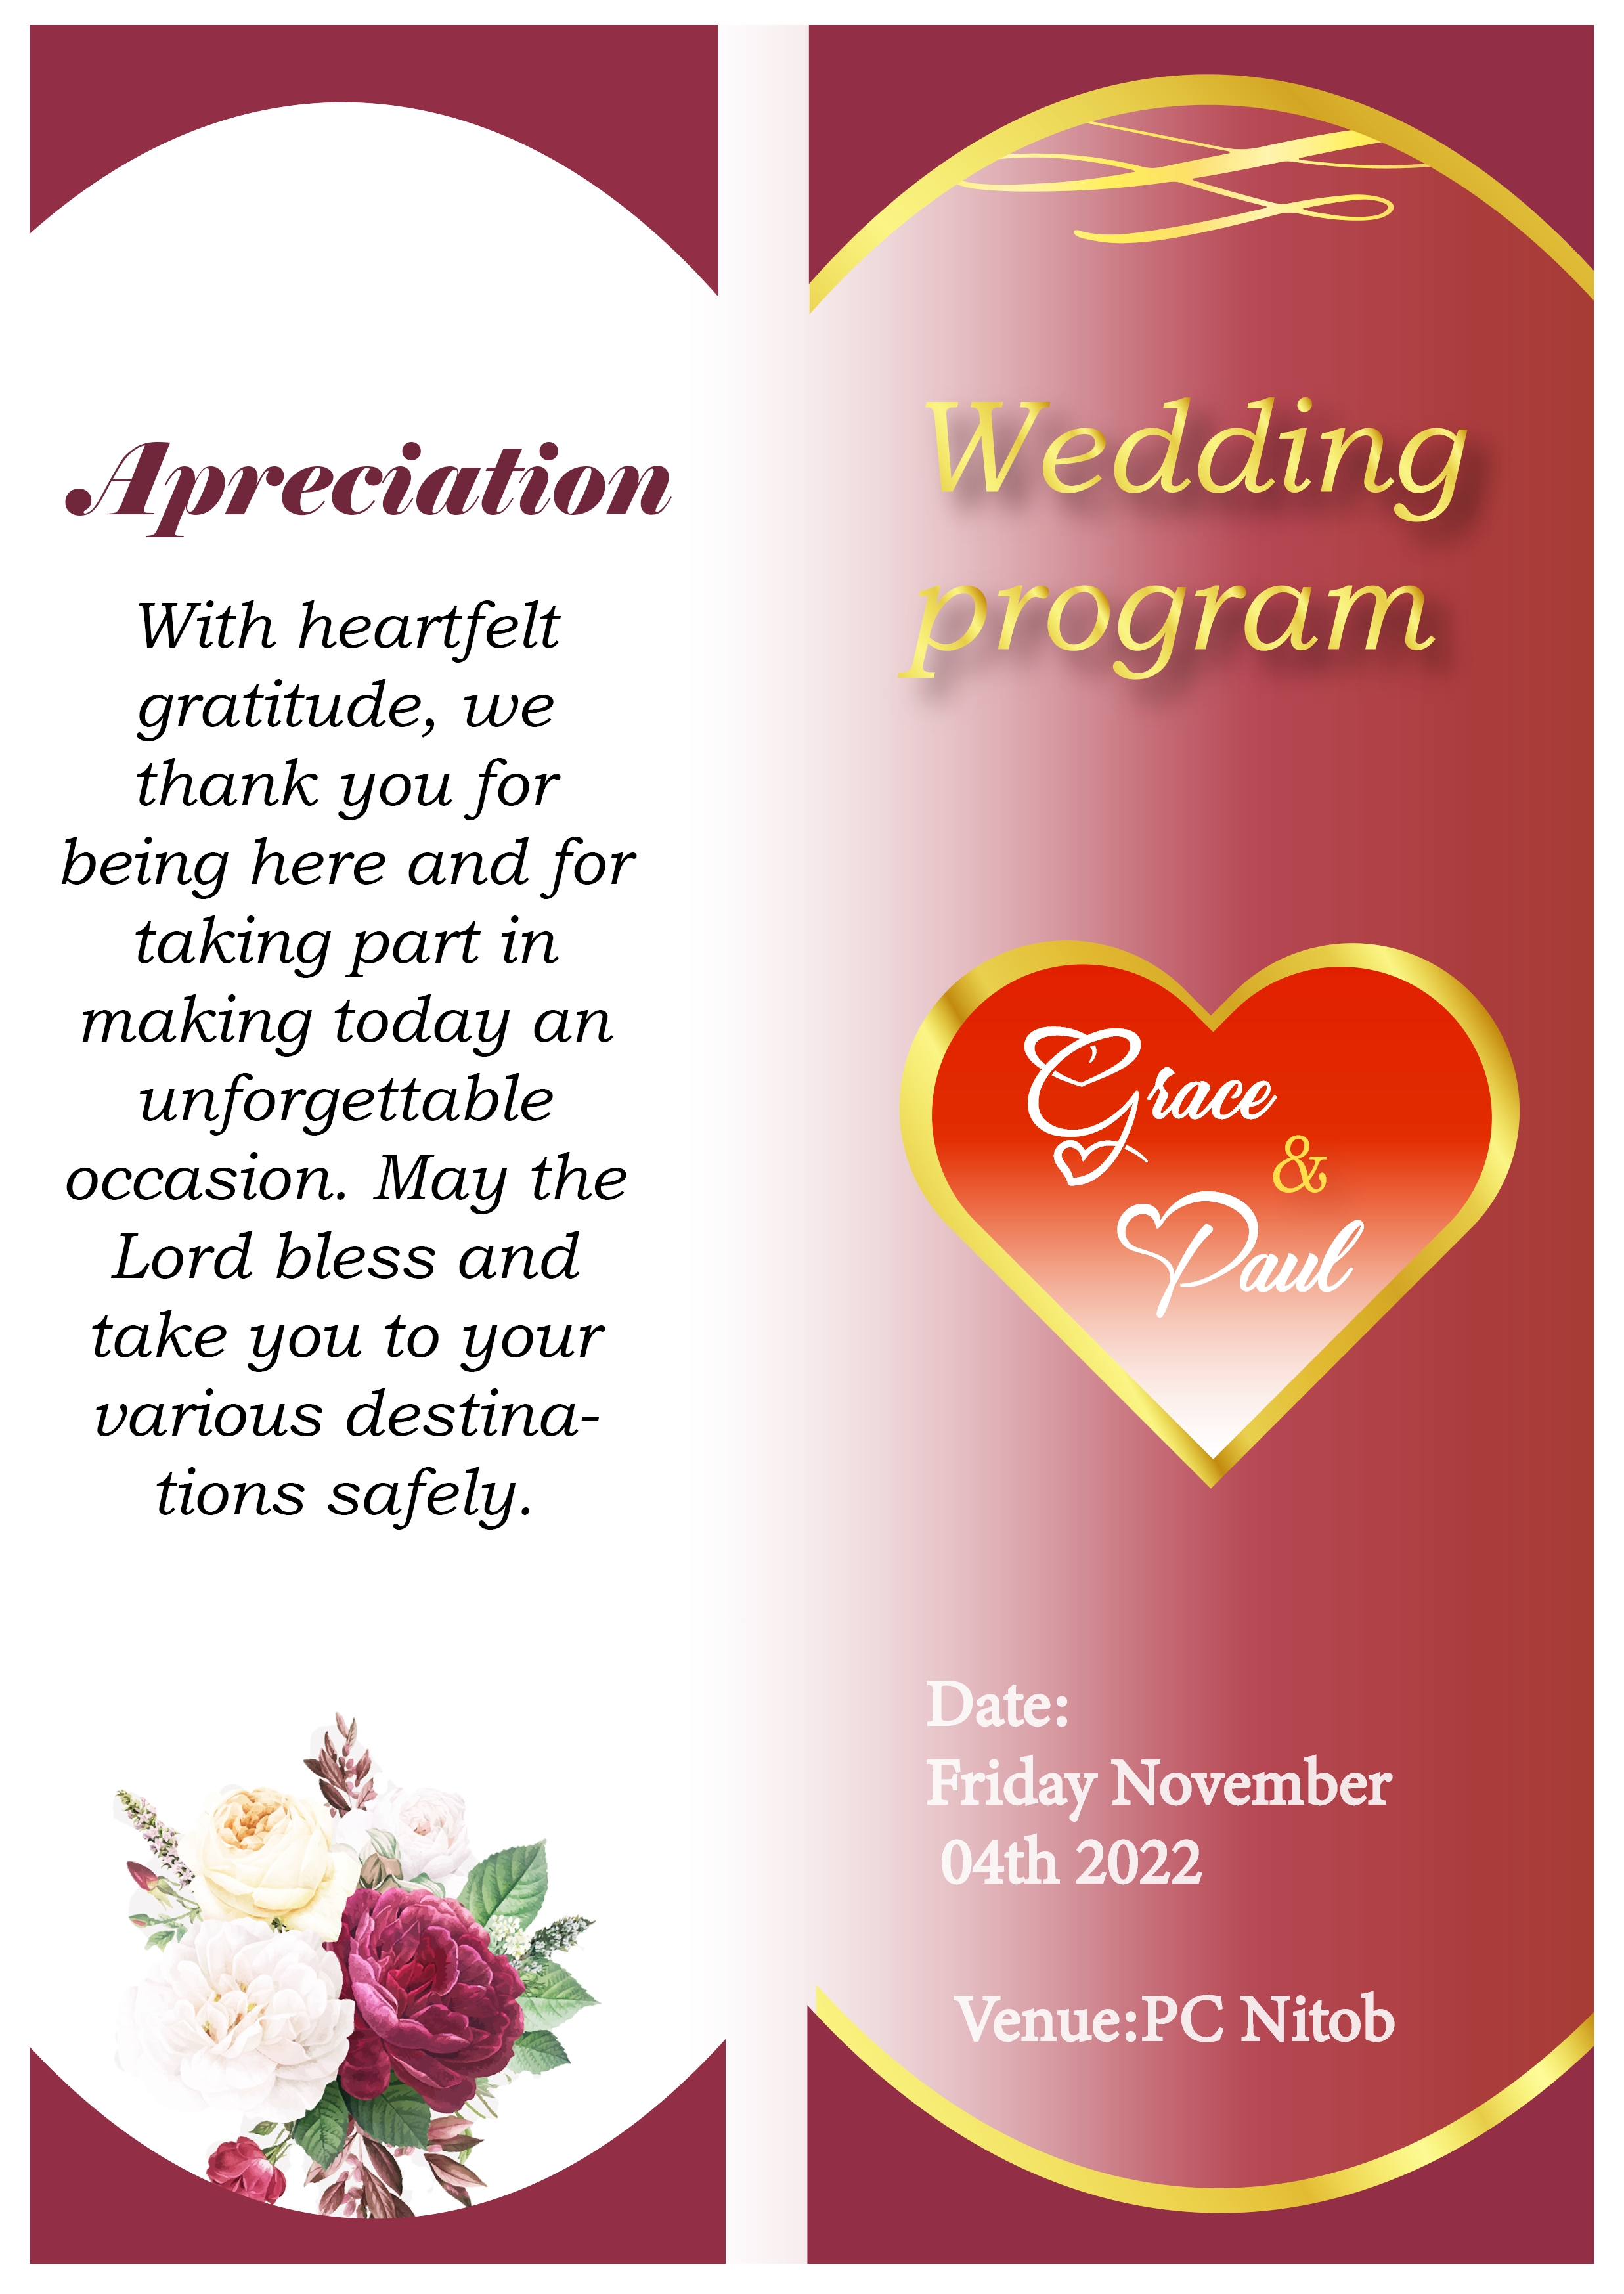 Apreciation
With heartfelt
gratitude, we
thank you for
being here and for
taking part in
making today an
unforgettable
occasion. May the
Lord bless and
take you to your
various destina-
tions safely.
Wedding
program
Grace
&
Paul
Date:
Friday November
04th 2022
Venue:PC Nitob